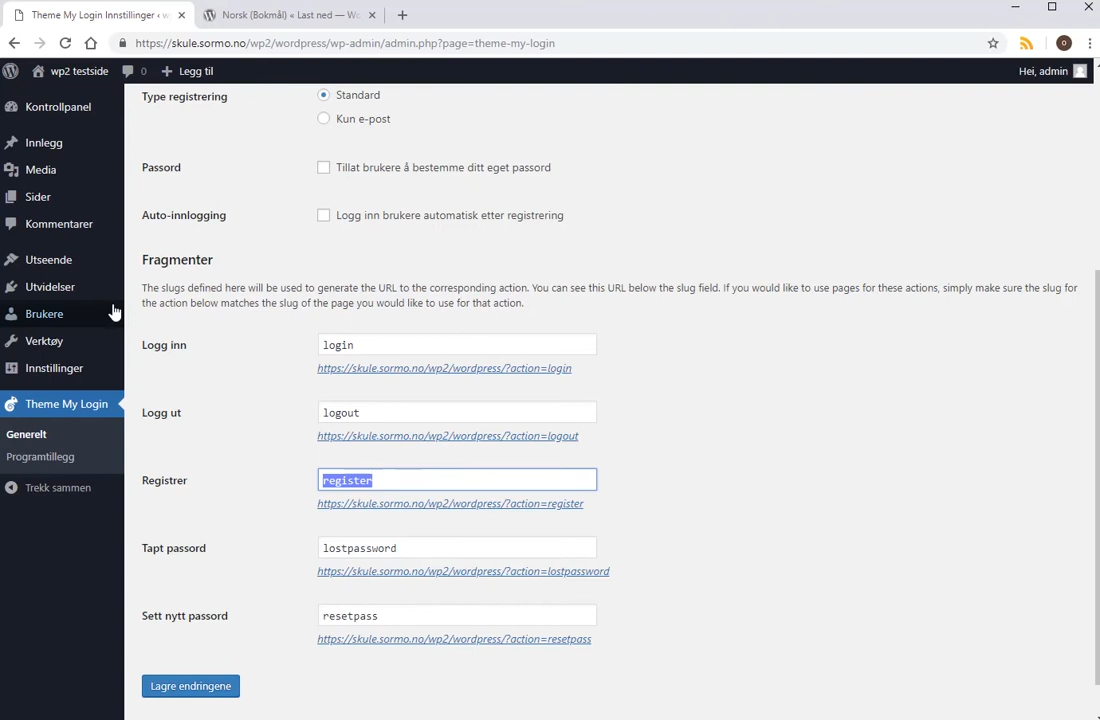 Theme My Login Innstillinger ‹ w
Norsk (Bokmål) « Last ned — Wo
https://skule.sormo.no/wp2/wordpress/wp-admin/admin.php?page=theme-my-login
O
wp2 testside
0
Legg til
Hei, admin
Kontrollpanel
Innlegg
Media
Sider
Kommentarer
Utseende
Utvidelser
Brukere
Verktøy
Innstillinger
Theme My Login
Generelt
Programtillegg
Trekk sammen
Type registrering
Standard
Kun e-post
Passord
Tillat brukere å bestemme ditt eget passord
Auto-innlogging
Logg inn brukere automatisk etter registrering
Fragmenter
The slugs defined here will be used to generate the URL to the corresponding action. You can see this URL below the slug field. If you would like to use pages for these actions, simply make sure the slug for
the action below matches the slug of the page you would like to use for that action.
Logg inn
login
https://skule.sormo.no/wp2/wordpress/?action=login
Logg ut
logout
https://skule.sormo.no/wp2/wordpress/?action=logout
Registrer
register
https://skule.sormo.no/wp2/wordpress/?action=register
Tapt passord
lostpassword
https://skule.sormo.no/wp2/wordpress/?action=lostpassword
Sett nytt passord
resetpass
https://skule.sormo.no/wp2/wordpress/?action=resetpass
Lagre endringene